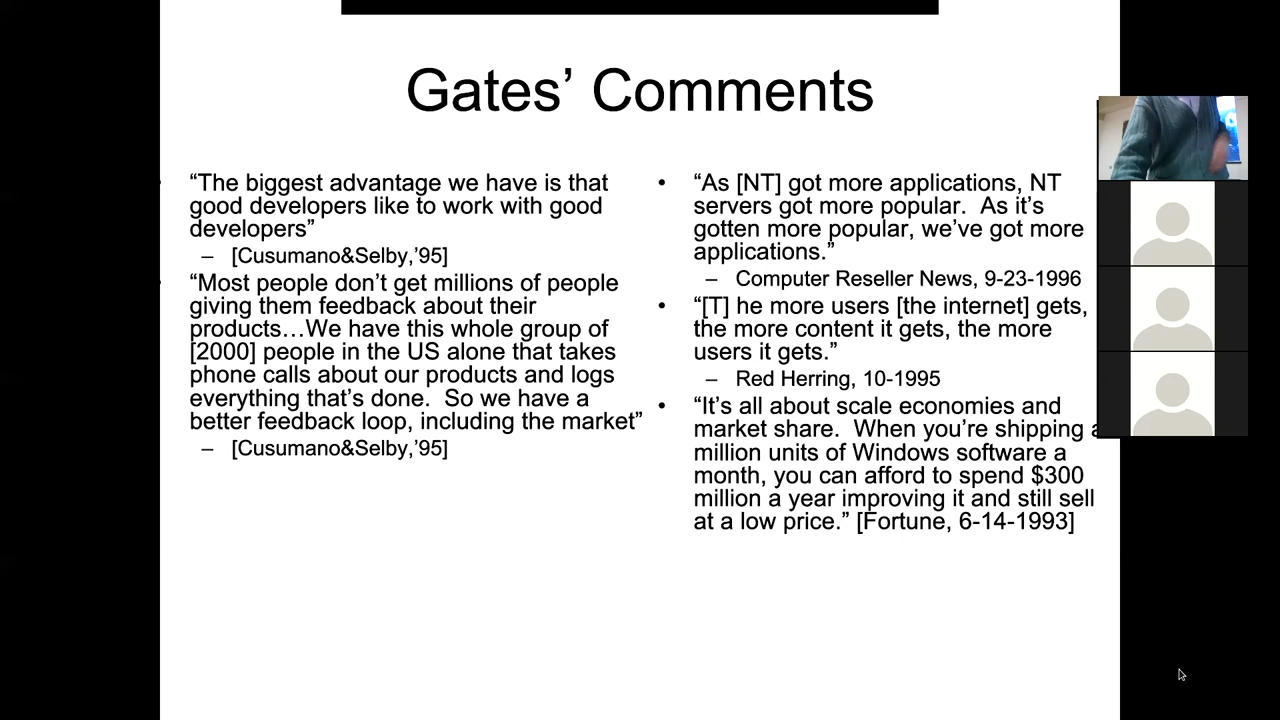 Gates’ Comments
• “The biggest advantage we have is that
good developers like to work with good
developers”
– [Cusumano&Selby,’95]
• “Most people don’t get millions of people
giving them feedback about their
products…We have this whole group of
[2000] people in the US alone that takes
phone calls about our products and logs
everything that’s done.  So we have a
better feedback loop, including the market”
– [Cusumano&Selby,’95]
• “As [NT] got more applications, NT
servers got more popular.  As it’s
gotten more popular, we’ve got more
applications.”
– Computer Reseller News, 9-23-1996
• “[T] he more users [the internet] gets,
the more content it gets, the more
users it gets.”
– Red Herring, 10-1995
• “It’s all about scale economies and
market share.  When you’re shipping a
million units of Windows software a
month, you can afford to spend $300
million a year improving it and still sell
at a low price.” [Fortune, 6-14-1993]